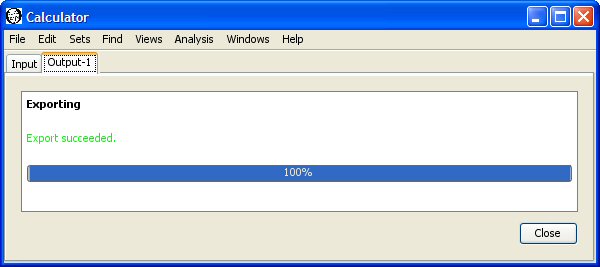 Calculator
File Edit Sets Find Views Analysis Windows Help
Input Output-1
Exporting
Export succeeded.
100%
Close